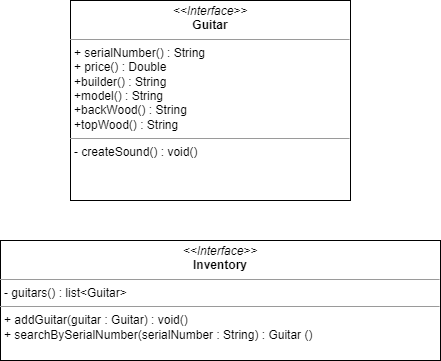 <<Interface>>
Guitar
+ serialNumber() : String
+ price() : Double
+builder() : String
+model() : String
+backWood() : String
+topWood() : String
- createSound() : void()
<<Interface>>
Inventory
- guitars() : list<Guitar>
+ addGuitar(guitar : Guitar) : void()
+ searchBySerialNumber(serialNumber : String) : Guitar ()